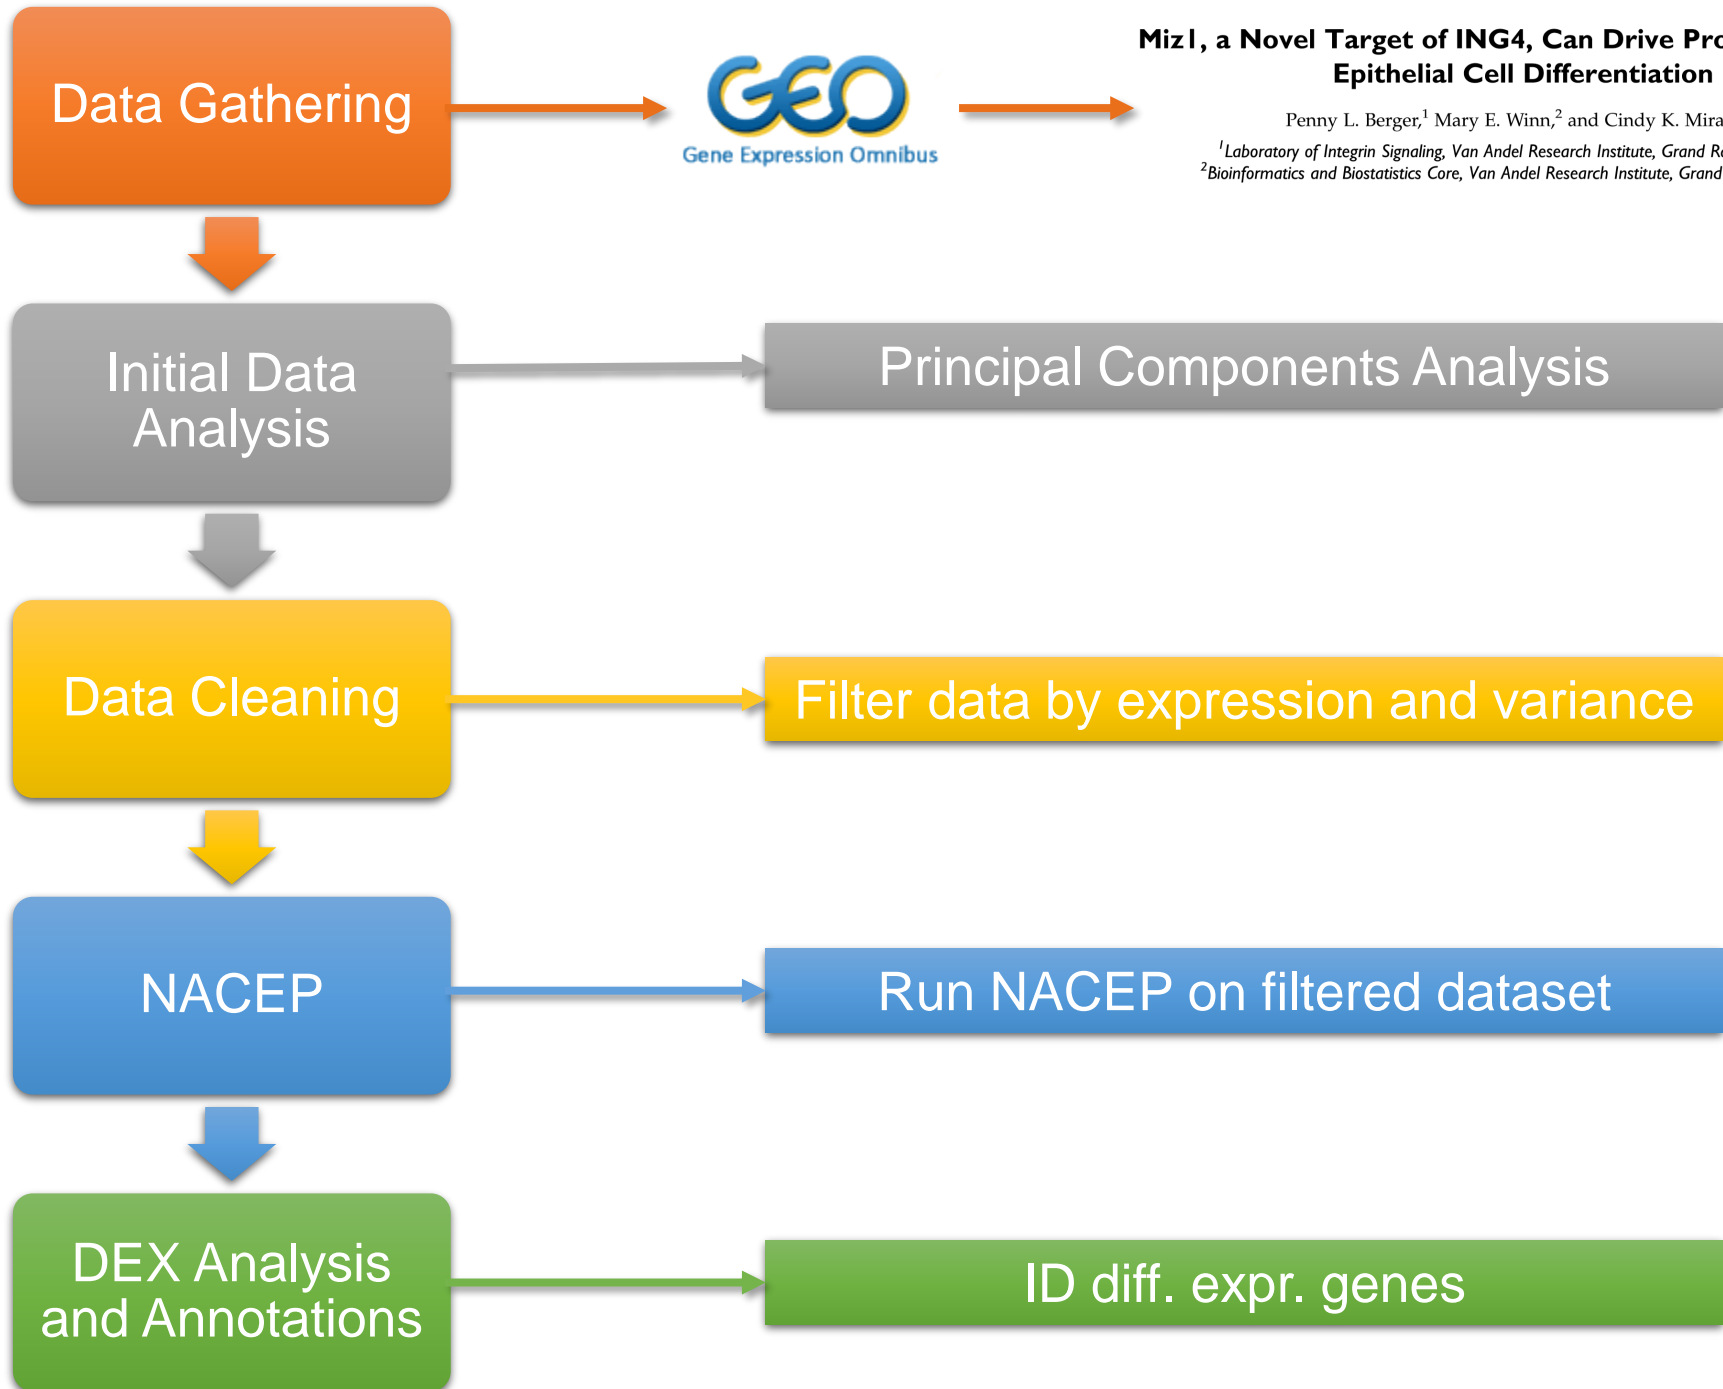 Data Gathering
GEO
Gene Expression Omnibus
Miz1, a Novel Target of ING4, Can Drive
Epithelial Cell Differentiation
Penny L. Berger,1 Mary E. Winn,2 and Cindy K.
1Laboratory of Integrin Signaling, Van Andel Research Institute, Grand
2Bioinformatics and Biostatistics Core, Van Andel Research Institute, Grand
Initial Data
Analysis
Principal Components Analysis
Data Cleaning
Filter data by expression and variance
NACEP
Run NACEP on filtered dataset
DEX Analysis
and Annotations
ID diff. expr. genes